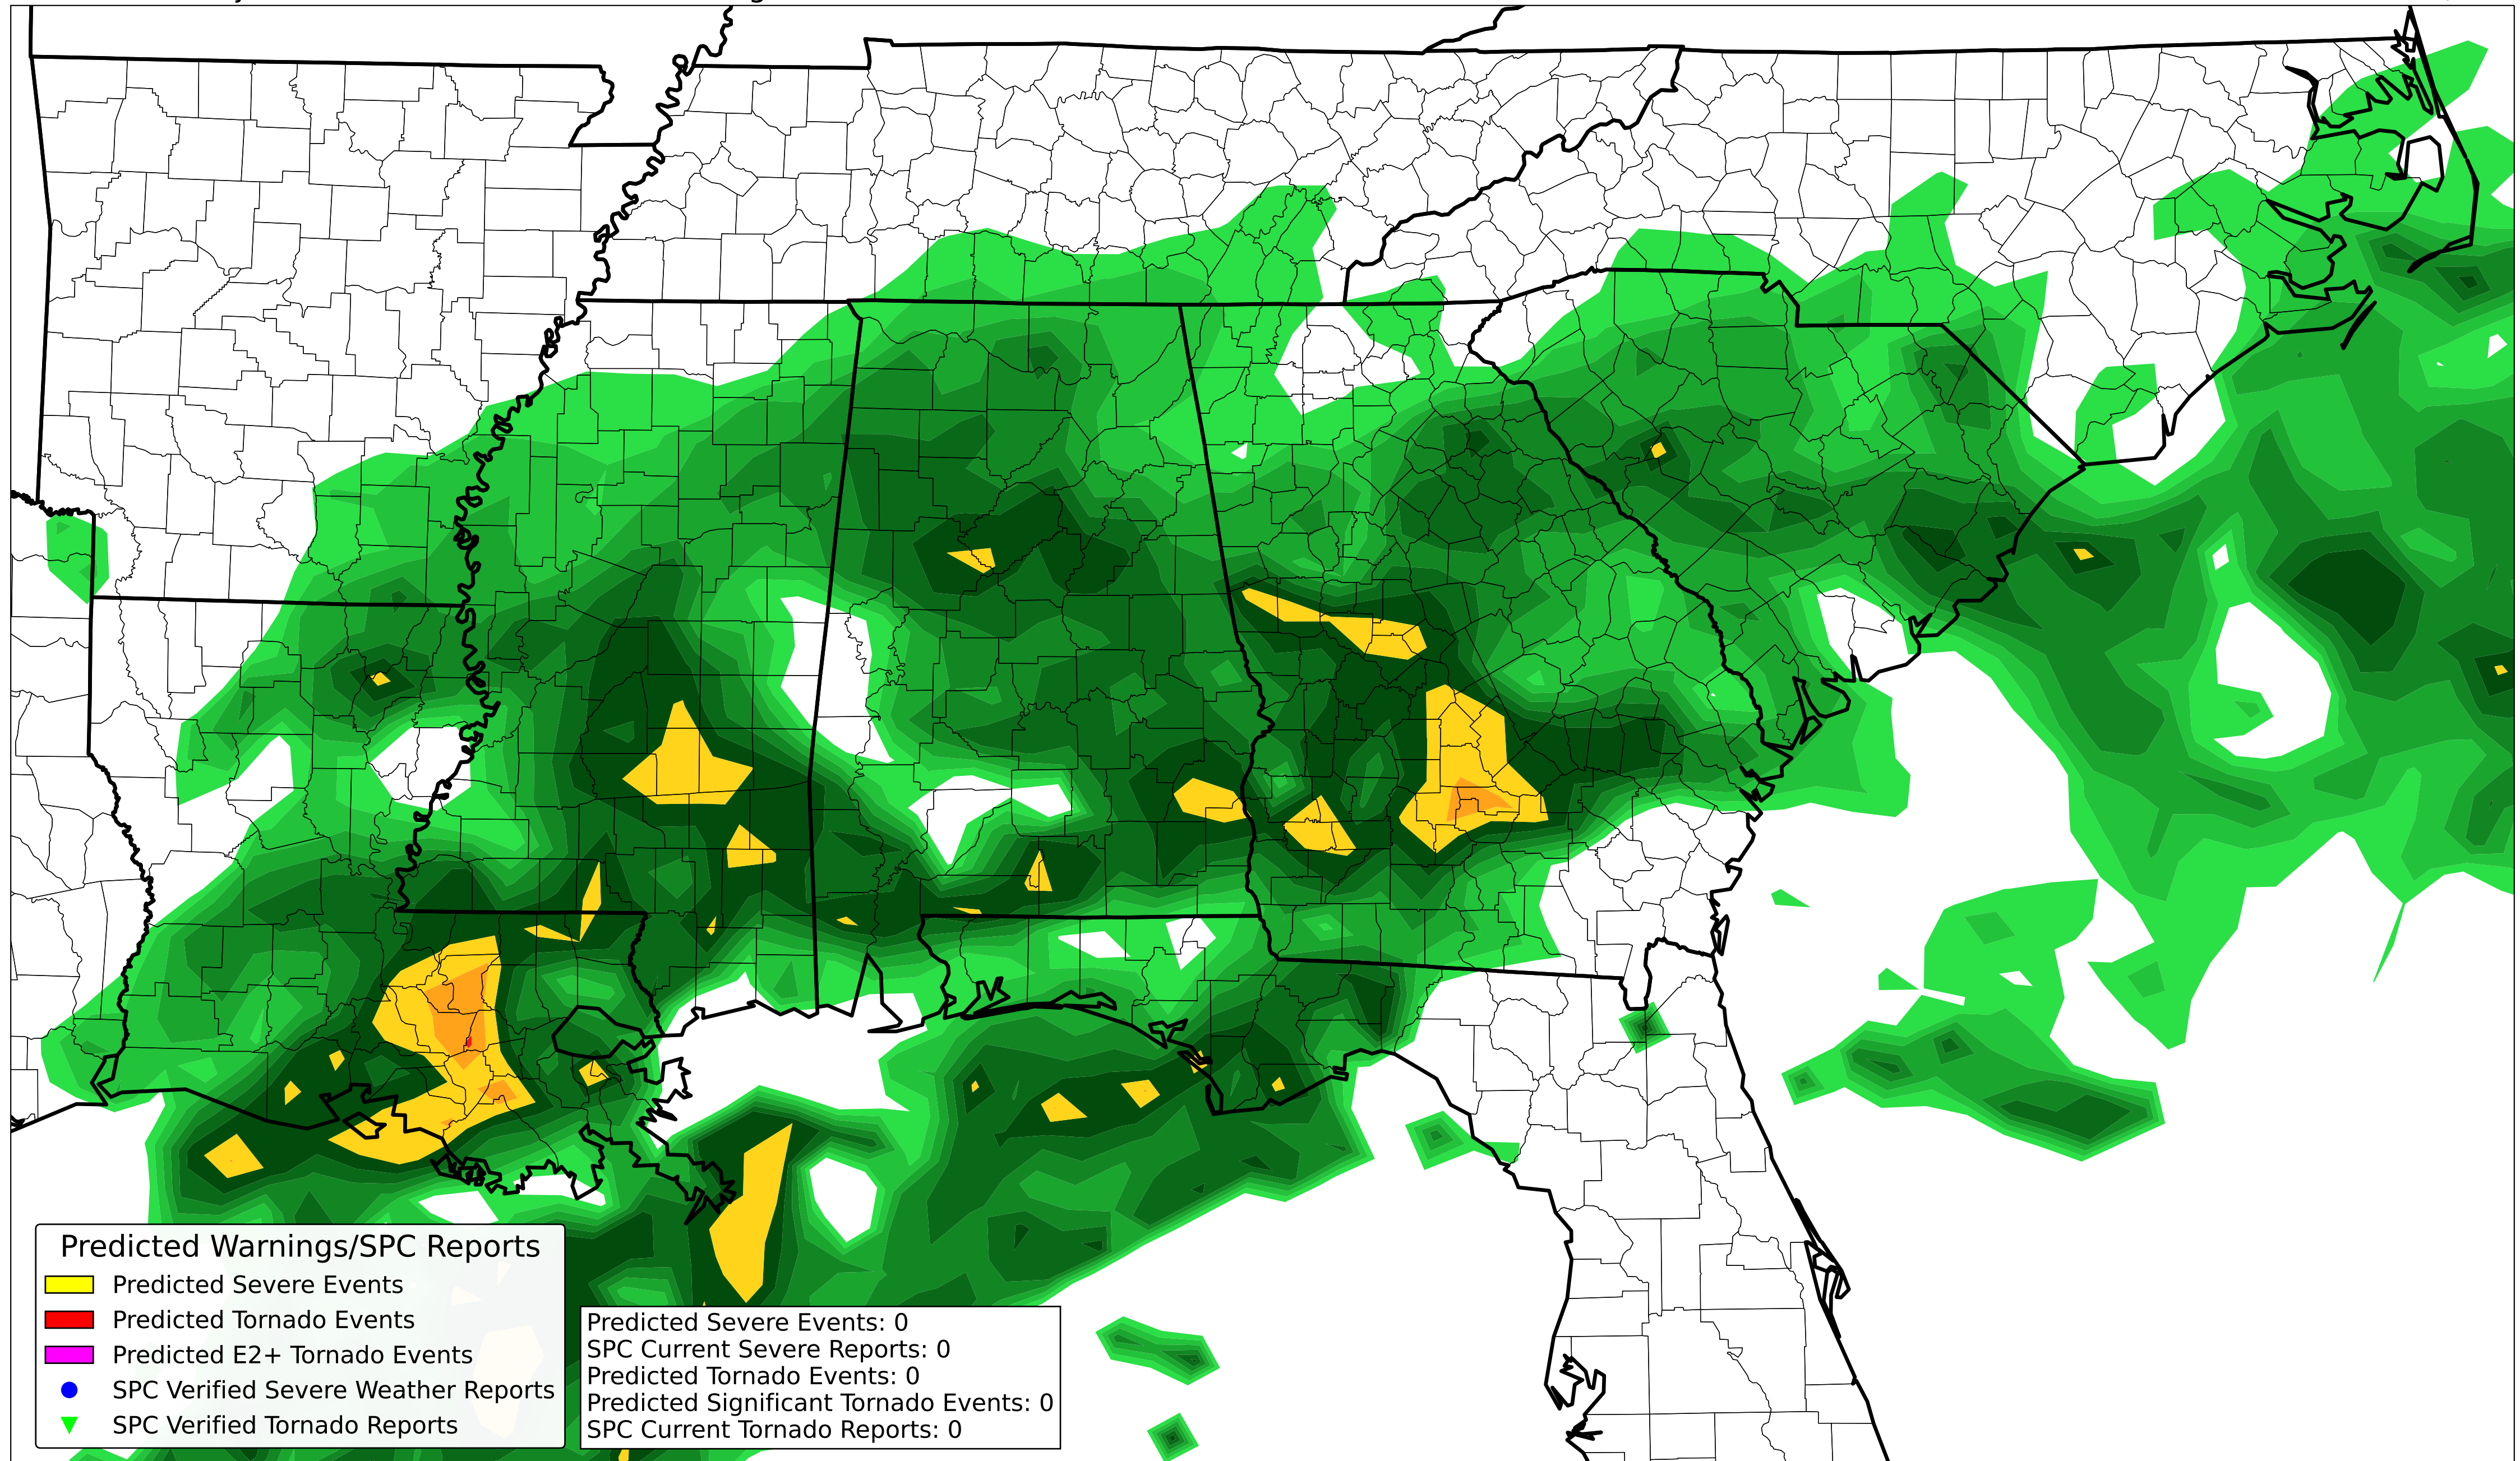 Predicted Warnings/SPC Reports
Predicted Severe Events
Predicted Tornado Events
Predicted E2+ Tornado Events
SPC Verified Severe Weather Reports
SPC Verified Tornado Reports
Predicted Severe Events: 0
SPC Current Severe Reports: 0
Predicted Tornado Events: 0
Predicted Significant Tornado Events: 0
SPC Current Tornado Reports: 0